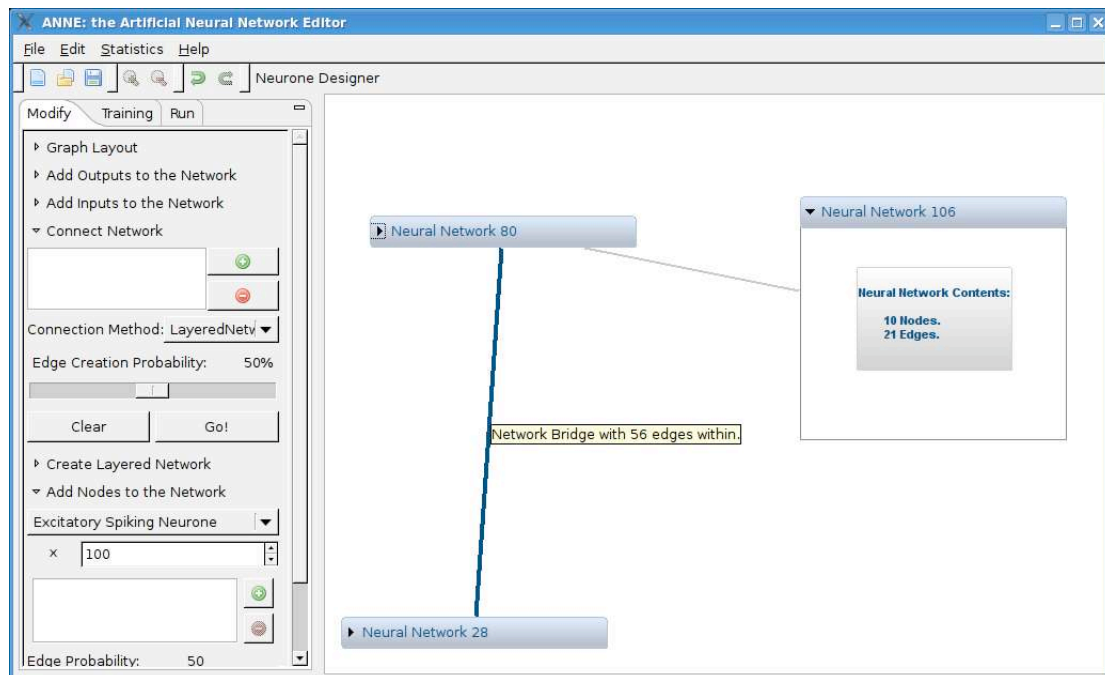 ANNE: the Artificial Neural Network Editor
File Edit Statistics Help
Neurone Designer
Modify Training Run
Graph Layout
Add Outputs to the Network
Add Inputs to the Network
Connect Network
Connection Method: LayeredNetw
Edge Creation Probability: 50%
Clear Go!
Create Layered Network
Add Nodes to the Network
Excitatory Spiking Neurone
× 100
Edge Probability: 50
Neural Network 80
Neural Network 106
Neural Network Contents:
10 Nodes.
21 Edges.
Network Bridge with 56 edges within.
Neural Network 28